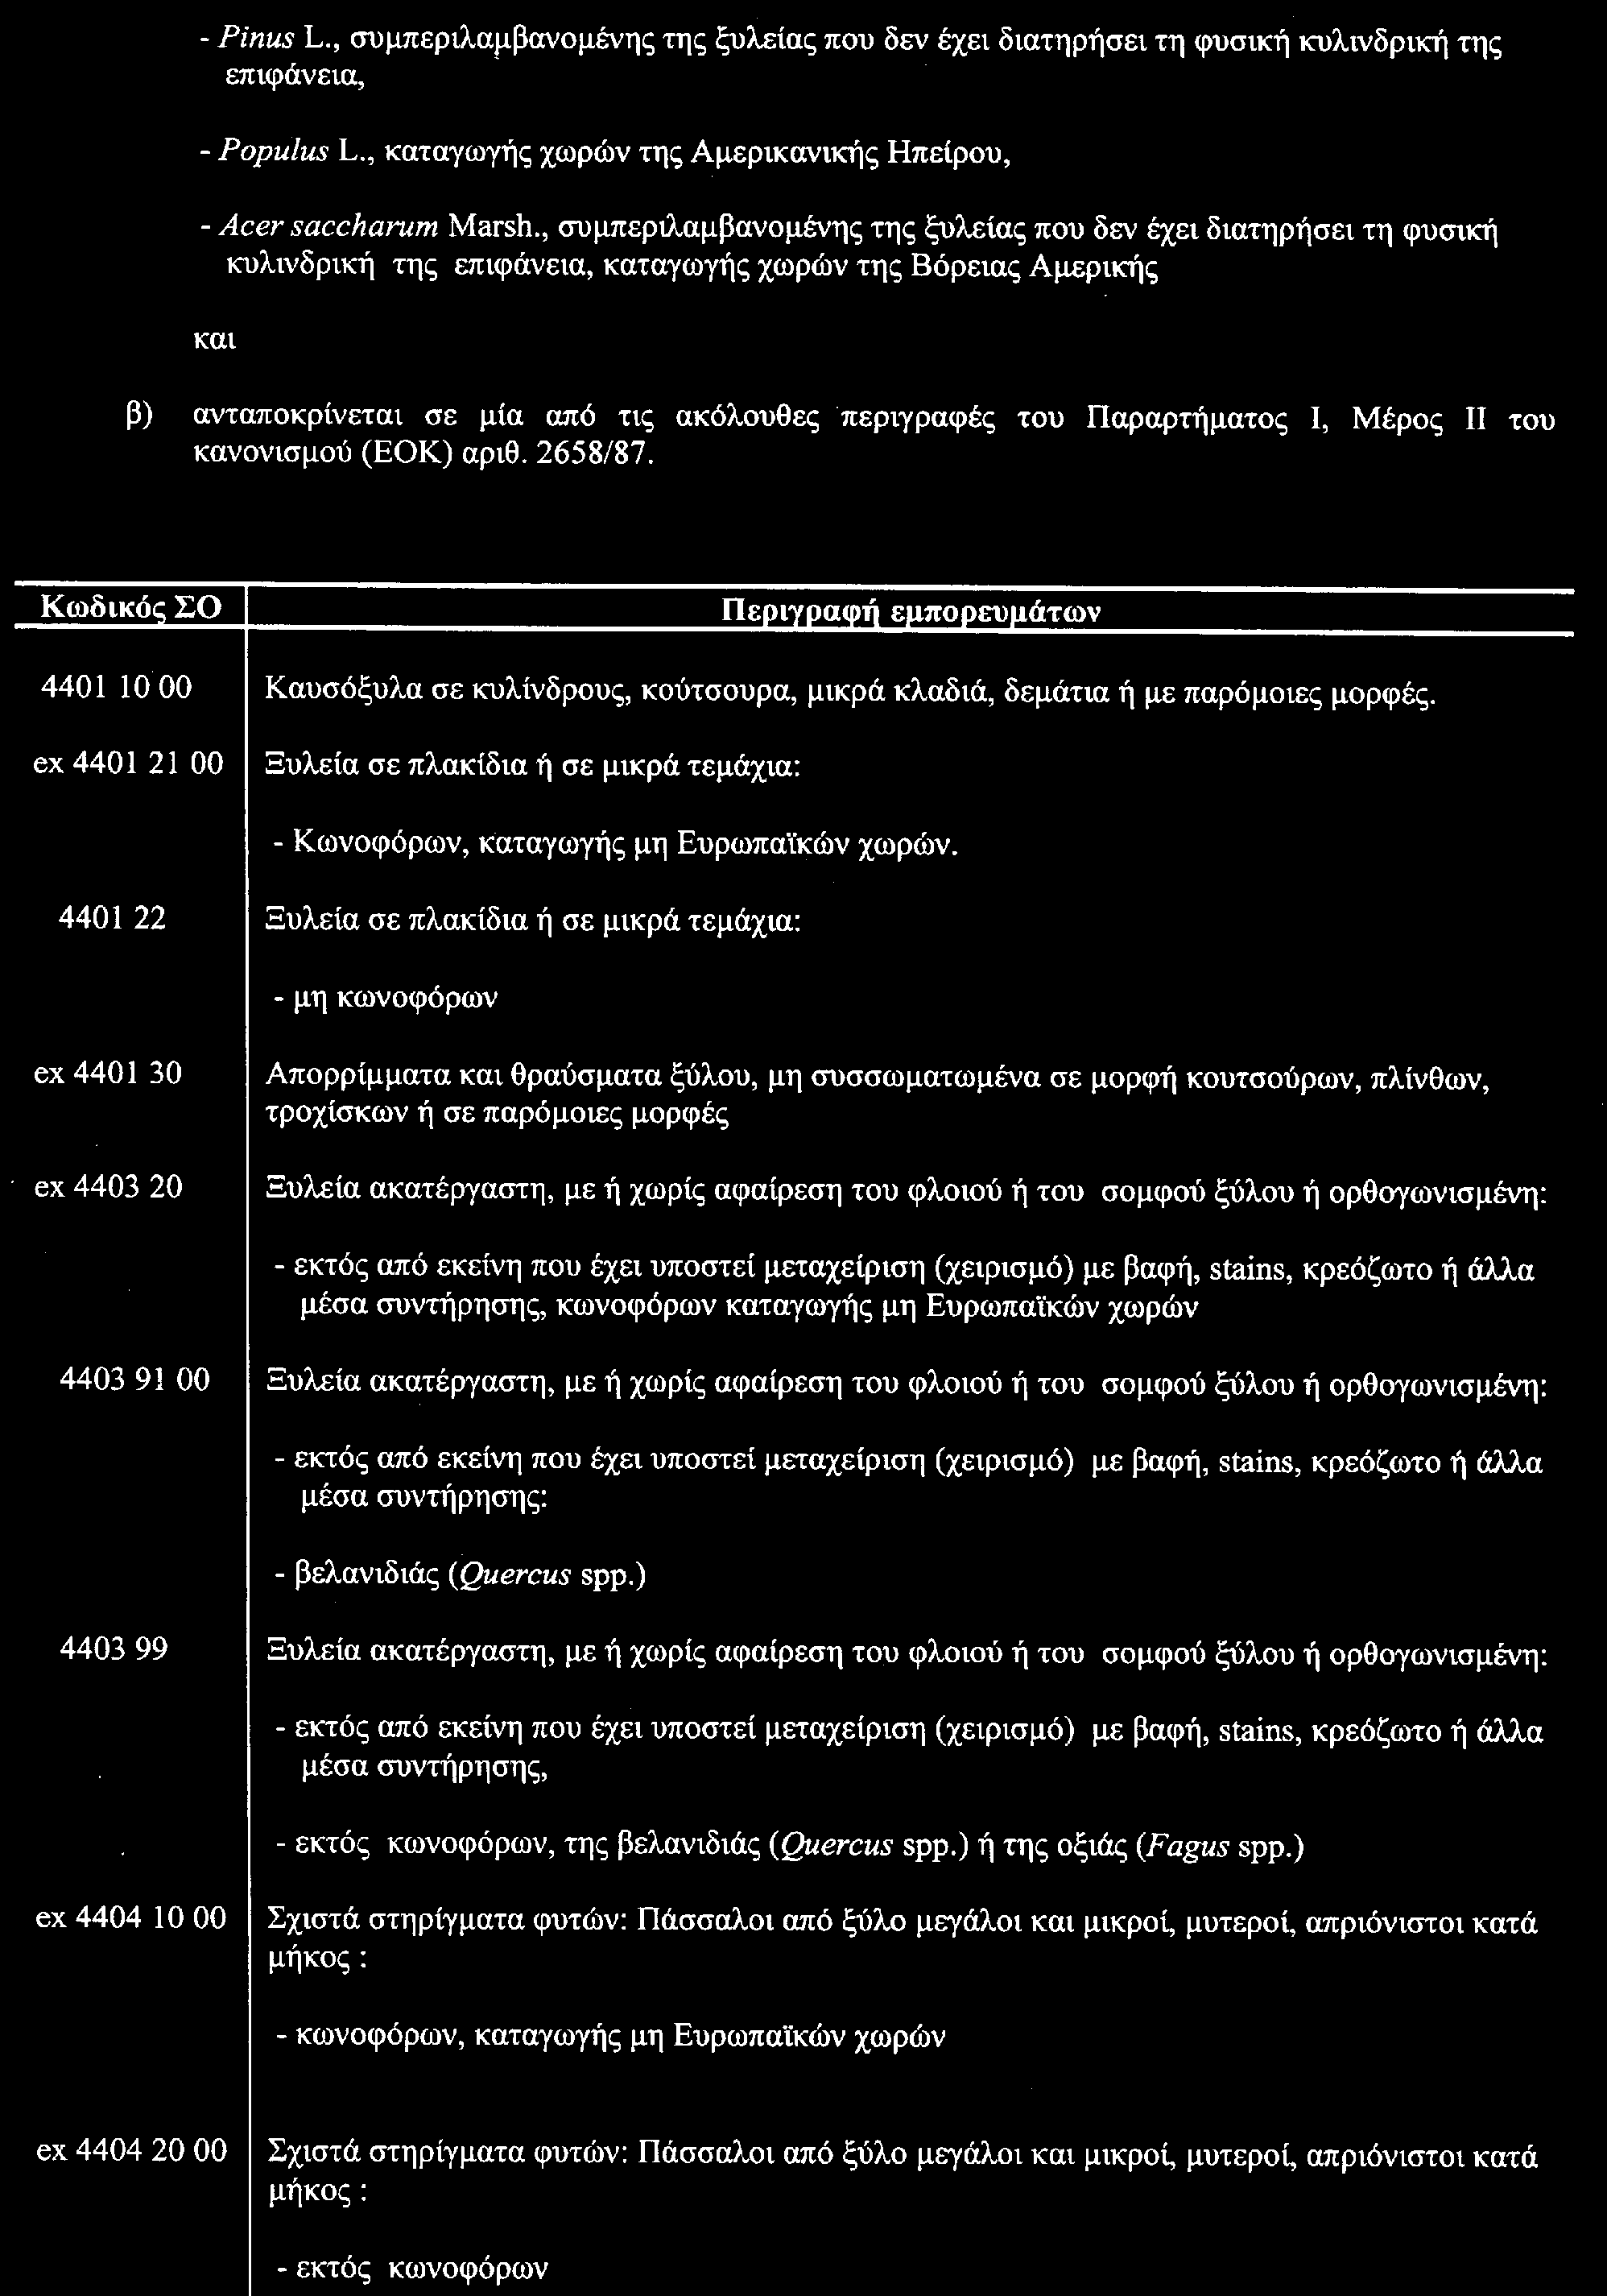 - Pinus L., συμπεριλαμβανομένης της ξυλείας που δεν έχει διατηρήσει τη φυσική κυλινδρική της
επιφάνεια,
- Populus L., καταγωγής χωρών της Αμερικανικής Ηπείρου,
- Acer saccharum Marsh., συμπεριλαμβανομένης της ξυλείας που δεν έχει διατηρήσει τη φυσική
κυλινδρική της επιφάνεια, καταγωγής χωρών της Βόρειας Αμερικής
και
β) ανταποκρίνεται σε μία από τις ακόλουθες περιγραφές του Παραρτήματος Ι, Μέρος ΙΙ του
κανονισμού (ΕΟΚ) αριθ. 2658/87.
Κωδικός ΣΟ Περιγραφή εμπορευμάτων
4401 10 00 Καυσόξυλα σε κυλίνδρους, κούτσουρα, μικρά κλαδιά, δεμάτια ή με παρόμοιες μορφές.
ex 4401 21 00 Ξυλεία σε πλακίδια ή σε μικρά τεμάχια:
- Κωνοφόρων, καταγωγής μη Ευρωπαϊκών χωρών.
4401 22 Ξυλεία σε πλακίδια ή σε μικρά τεμάχια:
- μη κωνοφόρων
ex 4401 30 Απορρίμματα και θραύσματα ξύλου, μη συσσωματωμένα σε μορφή κουτσούρων, πλίνθων,
τροχίσκων ή σε παρόμοιες μορφές
ex 4403 20 Ξυλεία ακατέργαστη, με ή χωρίς αφαίρεση του φλοιού ή του σομφού ξύλου ή ορθογωνισμένη:
- εκτός από εκείνη που έχει υποστεί μεταχείριση (χειρισμό) με βαφή, stains, κρεόζωτο ή άλλα
μέσα συντήρησης, κωνοφόρων καταγωγής μη Ευρωπαϊκών χωρών
4403 91 00 Ξυλεία ακατέργαστη, με ή χωρίς αφαίρεση του φλοιού ή του σομφού ξύλου ή ορθογωνισμένη:
- εκτός από εκείνη που έχει υποστεί μεταχείριση (χειρισμό) με βαφή, stains, κρεόζωτο ή άλλα
μέσα συντήρησης:
- βελανιδιάς (Quercus spp.)
4403 99 Ξυλεία ακατέργαστη, με ή χωρίς αφαίρεση του φλοιού ή του σομφού ξύλου ή ορθογωνισμένη:
- εκτός από εκείνη που έχει υποστεί μεταχείριση (χειρισμό) με βαφή, stains, κρεόζωτο ή άλλα
μέσα συντήρησης,
- εκτός κωνοφόρων, της βελανιδιάς (Quercus spp.) ή της οξιάς (Fagus spp.)
ex 4404 10 00 Σχιστά στηρίγματα φυτών: Πάσσαλοι από ξύλο μεγάλοι και μικροί, μυτεροί, απριόνιστοι κατά
μήκος :
- κωνοφόρων, καταγωγής μη Ευρωπαϊκών χωρών
ex 4404 20 00 Σχιστά στηρίγματα φυτών: Πάσσαλοι από ξύλο μεγάλοι και μικροί, μυτεροί, απριόνιστοι κατά
μήκος :
- εκτός κωνοφόρων